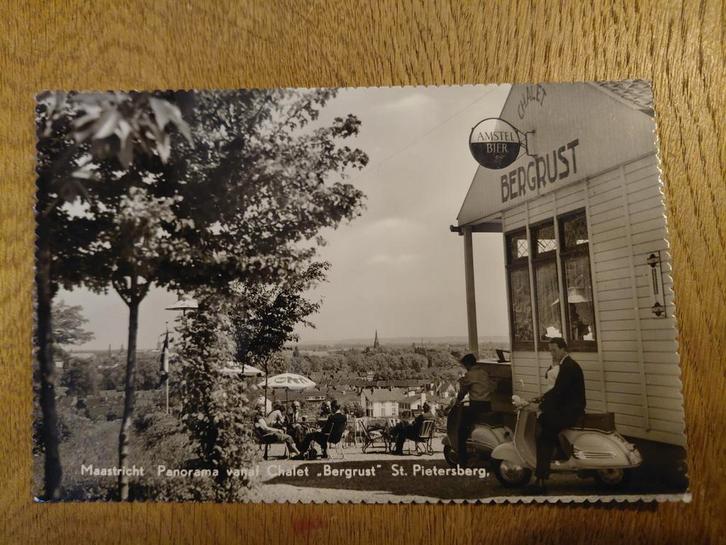 CHALET
AMSTEL
BIER
BERGRUST
Maastricht Panorama vanaf Chalet „Bergrust" St. Pietersberg.